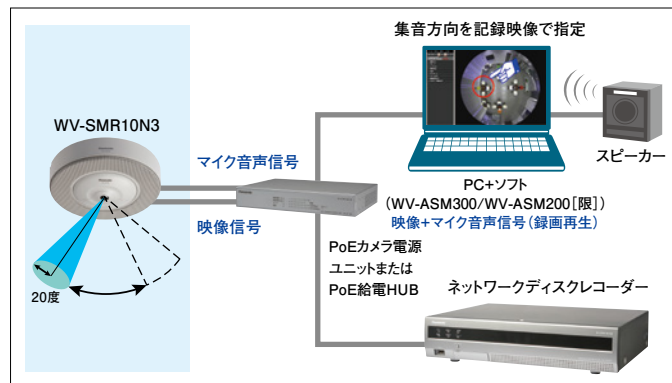 集音方向を記録映像で指定
WV-SMR10N3
マイク音声信号
映像信号
スピーカー
PC+ソフト
(WV-ASM300/WV-ASM200[限])
映像+マイク音声信号(録画再生)
PoEカメラ電源
ユニットまたは
PoE給電HUB
ネットワークディスクレコーダー
20度